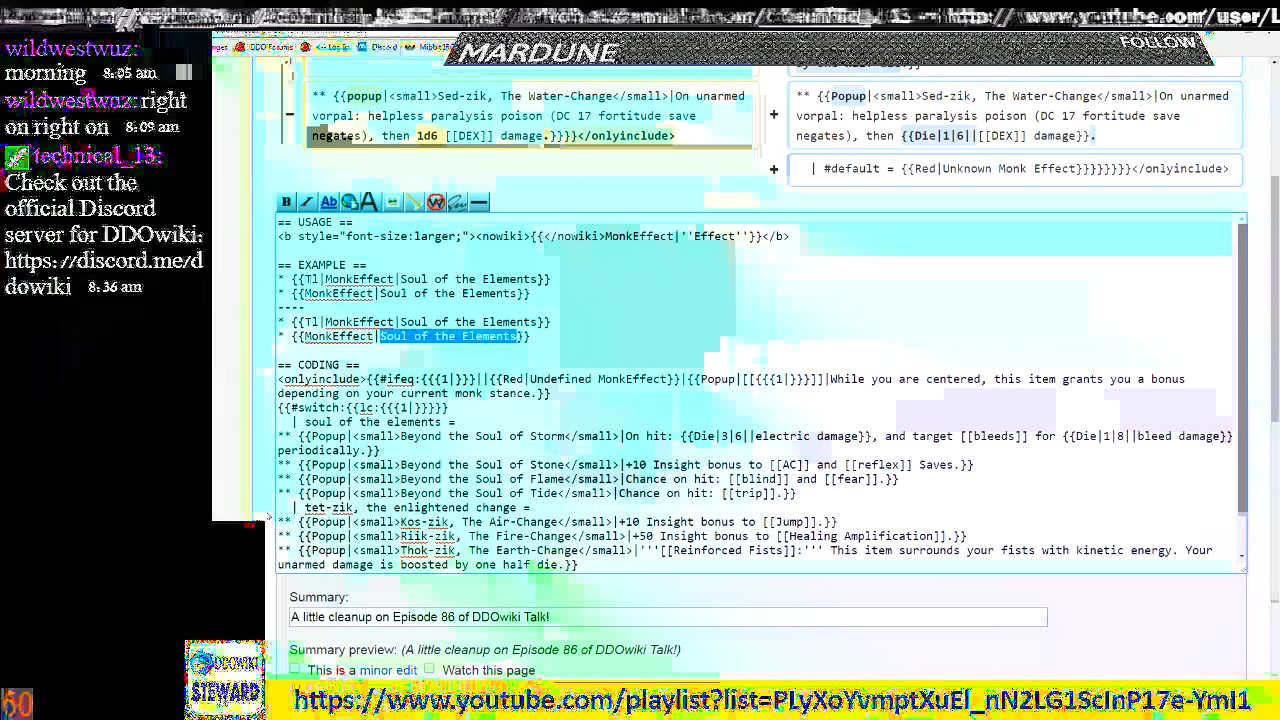 http://www.youtube.com/user/L
DDO Forums
Log In
Discord
MARDUNE
FOLLOW
wildwestwuz:
morning 8:05 am
wildwestwuz: right
on right on 8:09 am
technical_13:
Check out the
official Discord
server for DDOwiki:
https://discord.me/d
dowiki 8:36 am
** {{popup|<small>Sed-zik, The Water-Change</small>|On unarmed
vorpal: helpless paralysis poison (DC 17 fortitude save
negates), then 1d6 [[DEX]] damage.}}}}</onlyinclude>
** {{Popup|<small>Sed-zik, The Water-Change</small>|On unarmed
vorpal: helpless paralysis poison (DC 17 fortitude save
negates), then {{Die|1|6||[[DEX]] damage}}.
| #default = {{Red|Unknown Monk Effect}}}}}}}}</onlyinclude>
== USAGE ==
<b style="font-size:larger;"><nowiki>{{</nowiki>MonkEffect|''Effect''}}</b>
== EXAMPLE ==
* {{Tl|MonkEffect|Soul of the Elements}}
* {{MonkEffect|Soul of the Elements}}
----
* {{Tl|MonkEffect|Soul of the Elements}}
* {{MonkEffect|Soul of the Elements}}
== CODING ==
<onlyinclude>{{#ifeq:{{{1|}}}||{{Red|Undefined MonkEffect}}|{{Popup|[[{{{1|}}}]]|While you are centered, this item grants you a bonus
depending on your current monk stance.}}
{{#switch:{{lc:{{{1|}}}}}
| soul of the elements =
** {{Popup|<small>Beyond the Soul of Storm</small>|On hit: {{Die|3|6||electric damage}}, and target [[bleeds]] for {{Die|1|8||bleed damage}}
periodically.}}
** {{Popup|<small>Beyond the Soul of Stone</small>|+10 Insight bonus to [[AC]] and [[reflex]] Saves.}}
** {{Popup|<small>Beyond the Soul of Flame</small>|Chance on hit: [[blind]] and [[fear]].}}
** {{Popup|<small>Beyond the Soul of Tide</small>|Chance on hit: [[trip]].}}
| tet-zik, the enlightened change =
** {{Popup|<small>Kos-zik, The Air-Change</small>|+10 Insight bonus to [[Jump]].}}
** {{Popup|<small>Riik-zik, The Fire-Change</small>|+50 Insight bonus to [[Healing Amplification]].}}
** {{Popup|<small>Thok-zik, The Earth-Change</small>|'''[[Reinforced Fists]]:''' This item surrounds your fists with kinetic energy. Your
unarmed damage is boosted by one half die.}}
Summary:
A little cleanup on Episode 86 of DDOwiki Talk!
Summary preview: (A little cleanup on Episode 86 of DDOwiki Talk!)
This is a minor edit Watch this page
DDOWIKI
STEWARD